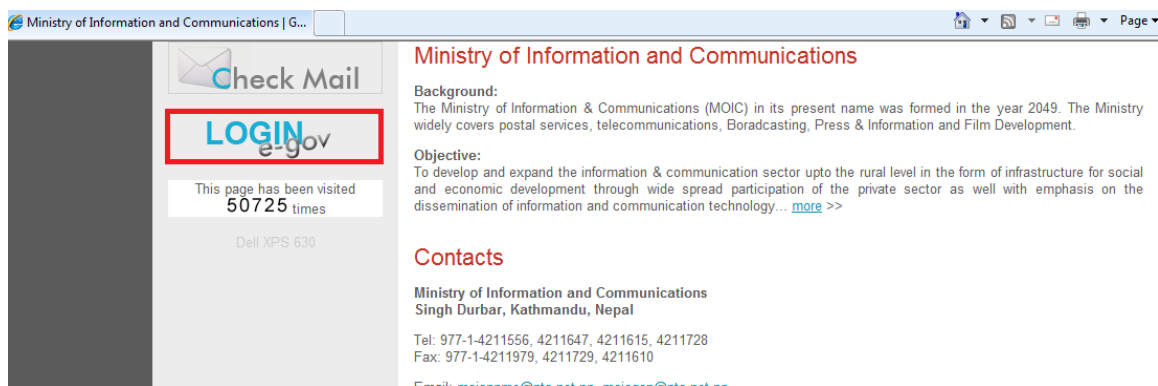 Ministry of Information and Communications | G...
Page
Check Mail
LOGIN
e-gov
This page has been visited
50725 times
Dell XPS 630
Ministry of Information and Communications
Background:
The Ministry of Information & Communications (MOIC) in its present name was formed in the year 2049. The Ministry
widely covers postal services, telecommunications, Boradcasting, Press & Information and Film Development.
Objective:
To develop and expand the information & communication sector upto the rural level in the form of infrastructure for social
and economic development through wide spread participation of the private sector as well with emphasis on the
dissemination of information and communication technology... more >>
Contacts
Ministry of Information and Communications
Singh Durbar, Kathmandu, Nepal
Tel: 977-1-4211556, 4211647, 4211615, 4211728
Fax: 977-1-4211979, 4211729, 4211610